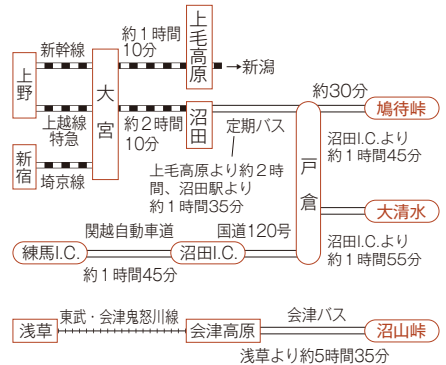 上野
新幹線
大宮
約1時間
10分
上毛高原
→新潟
上越線
特急
約2時間
10分
沼田
定期バス
戸倉
約30分
鳩待峠
新宿
埼京線
上毛高原より約2時
間、沼田駅より
約1時間35分
沼田I.C.より
約1時間45分
大清水
沼田I.C.より
約1時間55分
練馬I.C.
関越自動車道
沼田I.C.
国道120号
約1時間45分
浅草
東武・会津鬼怒川線
会津高原
会津バス
沼山峠
浅草より約5時間35分